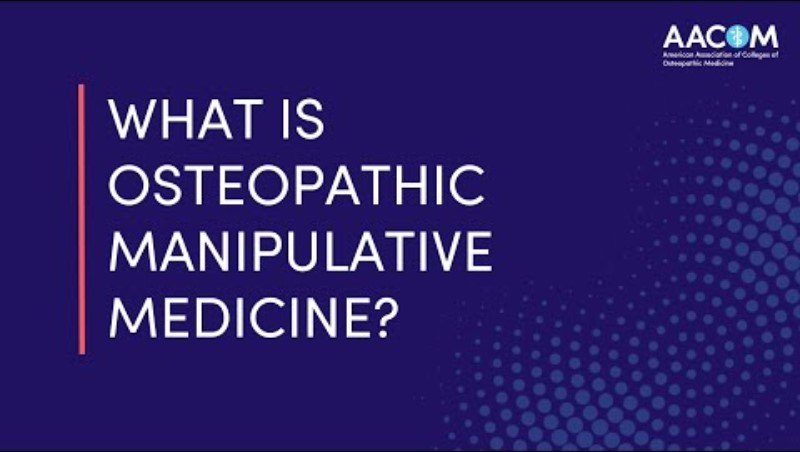 AACOM
American Association of Colleges of
Osteopathic Medicine
WHAT IS
OSTEOPATHIC
MANIPULATIVE
MEDICINE?